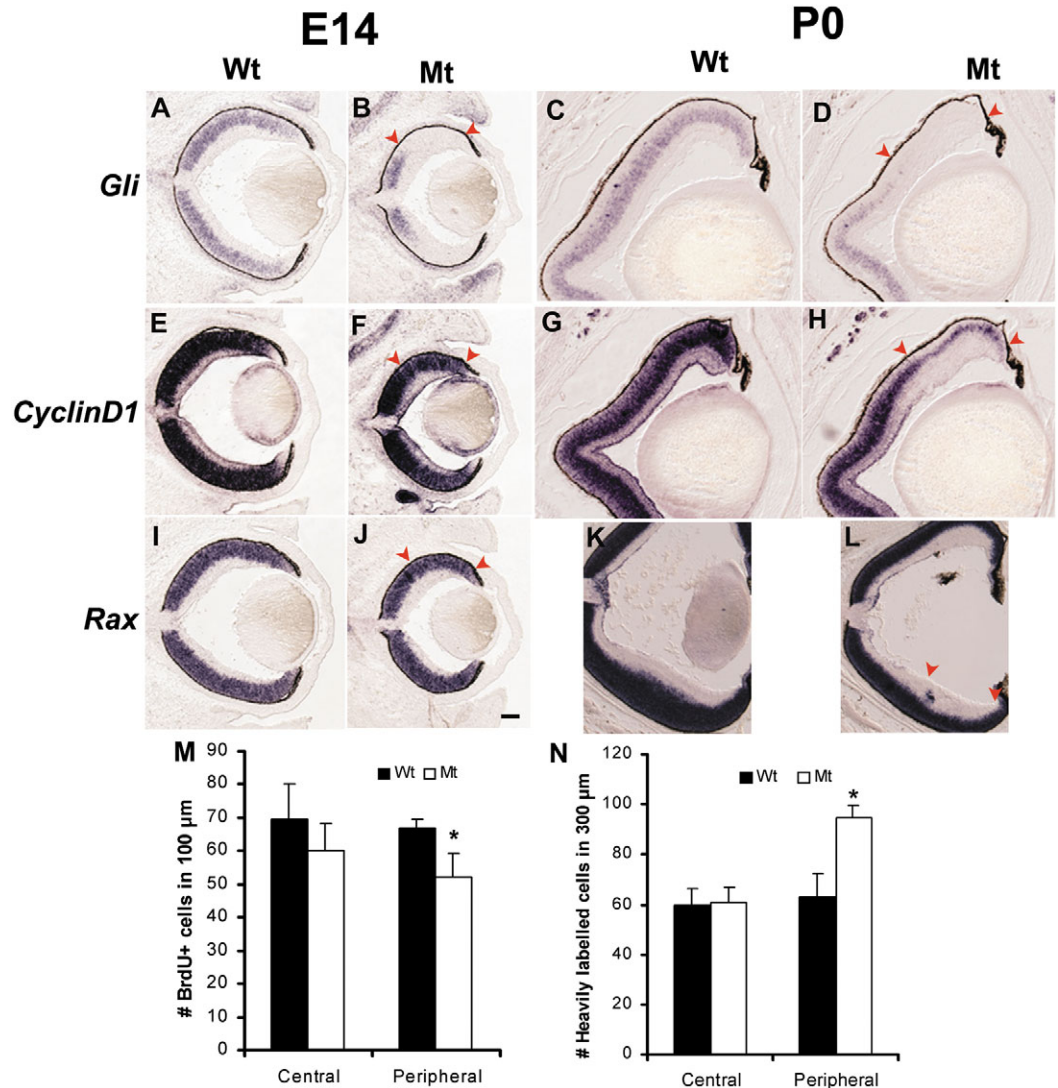 E14 P0
Wt Mt Wt Mt
A B C D
Gli
E F G H
CyclinD1
I J K L
Rax
M
Wt Mt
# BrdU+ cells in 100 µm
90
80
70
60
50
40
30
20
10
0
*
Central Peripheral
N
Wt Mt
# Heavily labelled cells in 300 µm
120
100
80
60
40
20
0
*
Central Peripheral